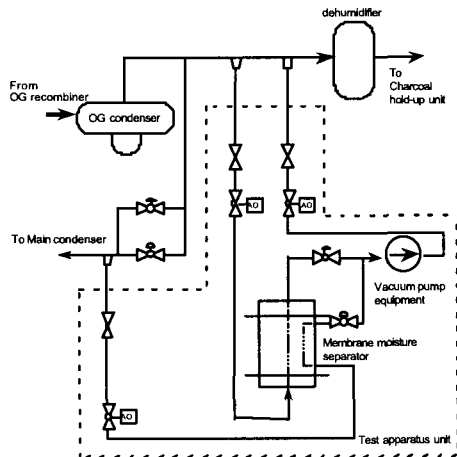 dehumidifier
From
OG recombiner
To
Charcoal
hold-up unit
OG condenser
AO
AO
To Main condenser
Vacuum pump
equipment
Membrane moisture
separator
AO
Test apparatus unit